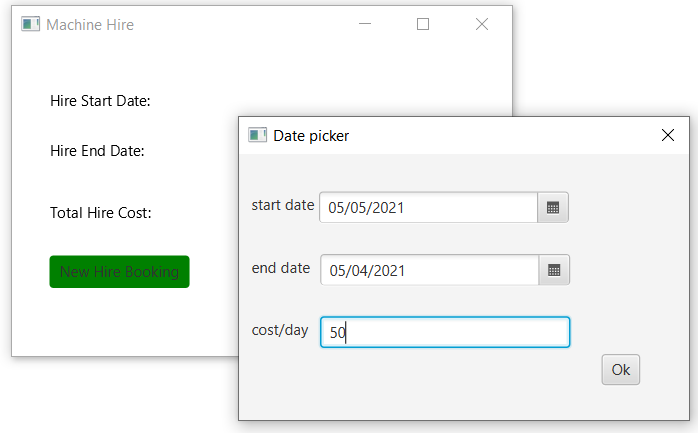 Machine Hire
Hire Start Date:
Hire End Date:
Total Hire Cost:
New Hire Booking
Date picker
start date 05/05/2021
end date 05/04/2021
cost/day 50
Ok